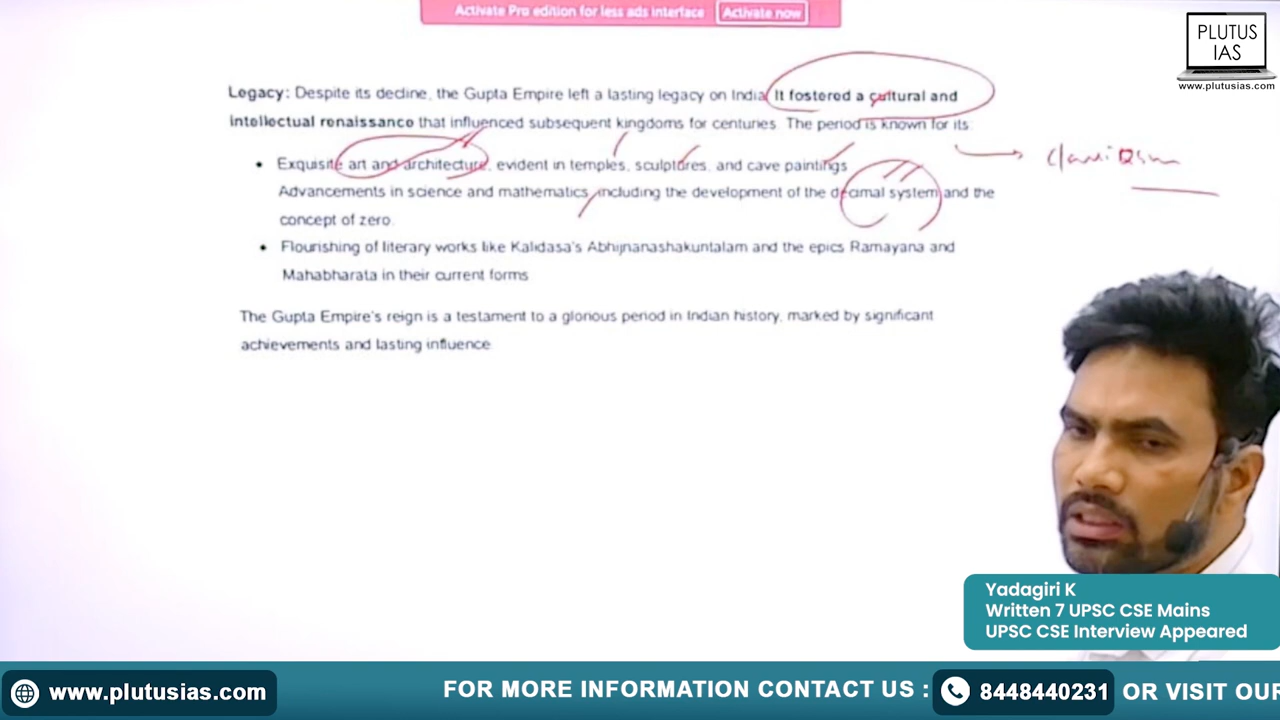 Activate Pro edition for less ads interface Activate now
PLUTUS
IAS
www.plutusias.com
Legacy: Despite its decline, the Gupta Empire left a lasting legacy on India. It fostered a cultural and
intellectual renaissance that influenced subsequent kingdoms for centuries. The period is known for its:
• Exquisite art and architecture, evident in temples, sculptures, and cave paintings
Advancements in science and mathematics, including the development of the decimal system and the
concept of zero.
• Flourishing of literary works like Kalidasa's Abhijnanashakuntalam and the epics Ramayana and
Mahabharata in their current forms
The Gupta Empire's reign is a testament to a glorious period in Indian history, marked by significant
achievements and lasting influence
Yadagiri K
Written 7 UPSC CSE Mains
UPSC CSE Interview Appeared
www.plutusias.com
FOR MORE INFORMATION CONTACT US : 8448440231 OR VISIT OUR